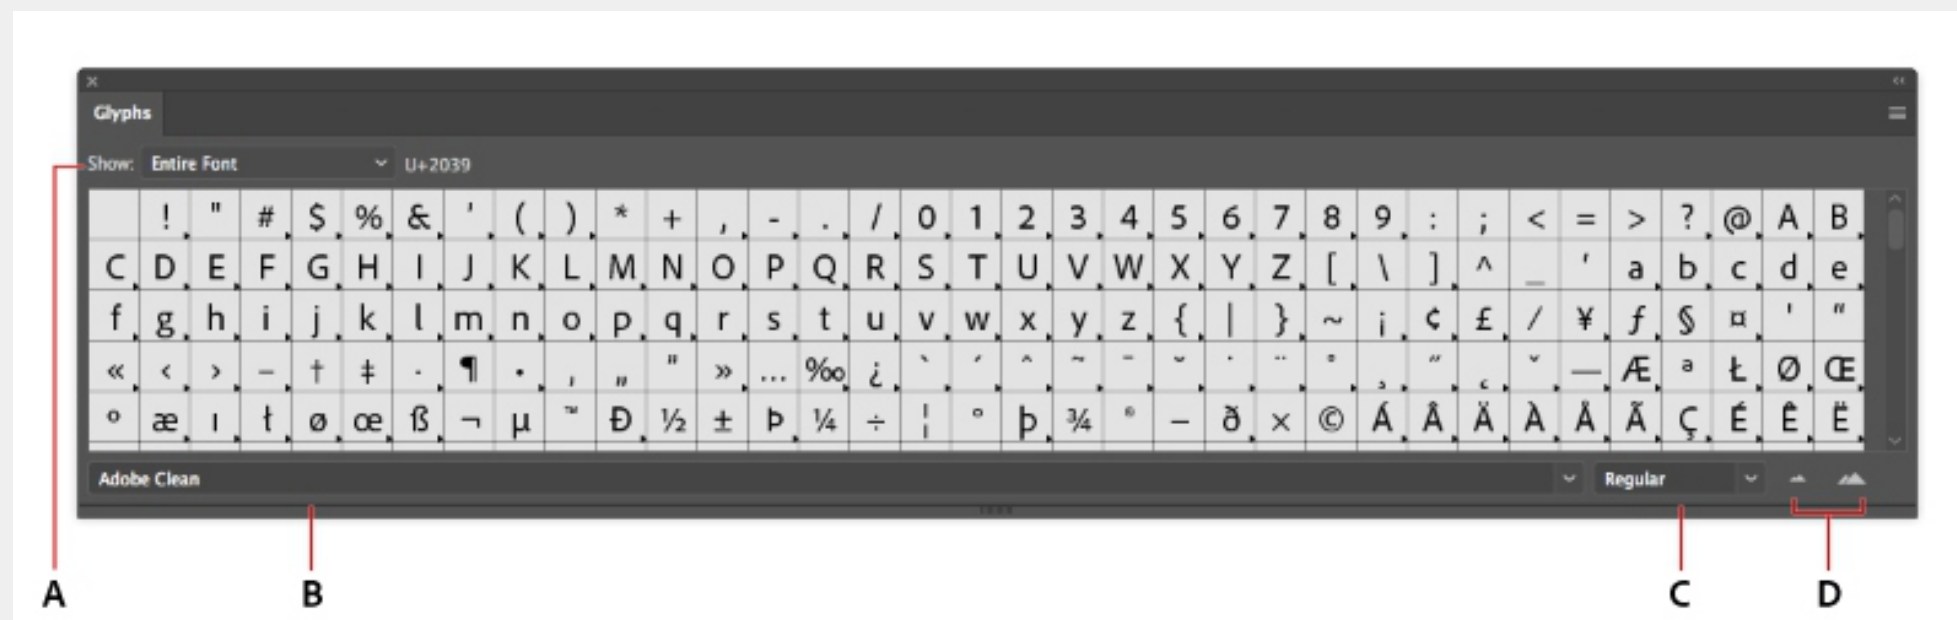 Glyphs
Show: Entire Font U+2039
! " # $ % & ' ( ) * + , - . / 0 1 2 3 4 5 6 7 8 9 : ; < = > ? @ A B
C D E F G H I J K L M N O P Q R S T U V W X Y Z [ \ ] ^ _ ' a b c d e
f g h i j k l m n o p q r s t u v w x y z { | } ~ ¡ ¢ £ / ¥ ƒ § ¤ ' "
« ‹ › – † ‡ · ¶ • ‚ „ " » … ‰ ¿ ` ´ ^ ~ ¯ ˘ ˙ ¨ ° ¸ ˝ ˛ ˇ — Æ ª Ł Ø Œ
º æ ı ł ø œ ß ¬ µ ™ Ð ½ ± Þ ¼ ÷ ¦ ° þ ¾ ® – ð × © Á Â Ä À Å Ã Ç É Ê Ë
Adobe Clean Regular
A B C D